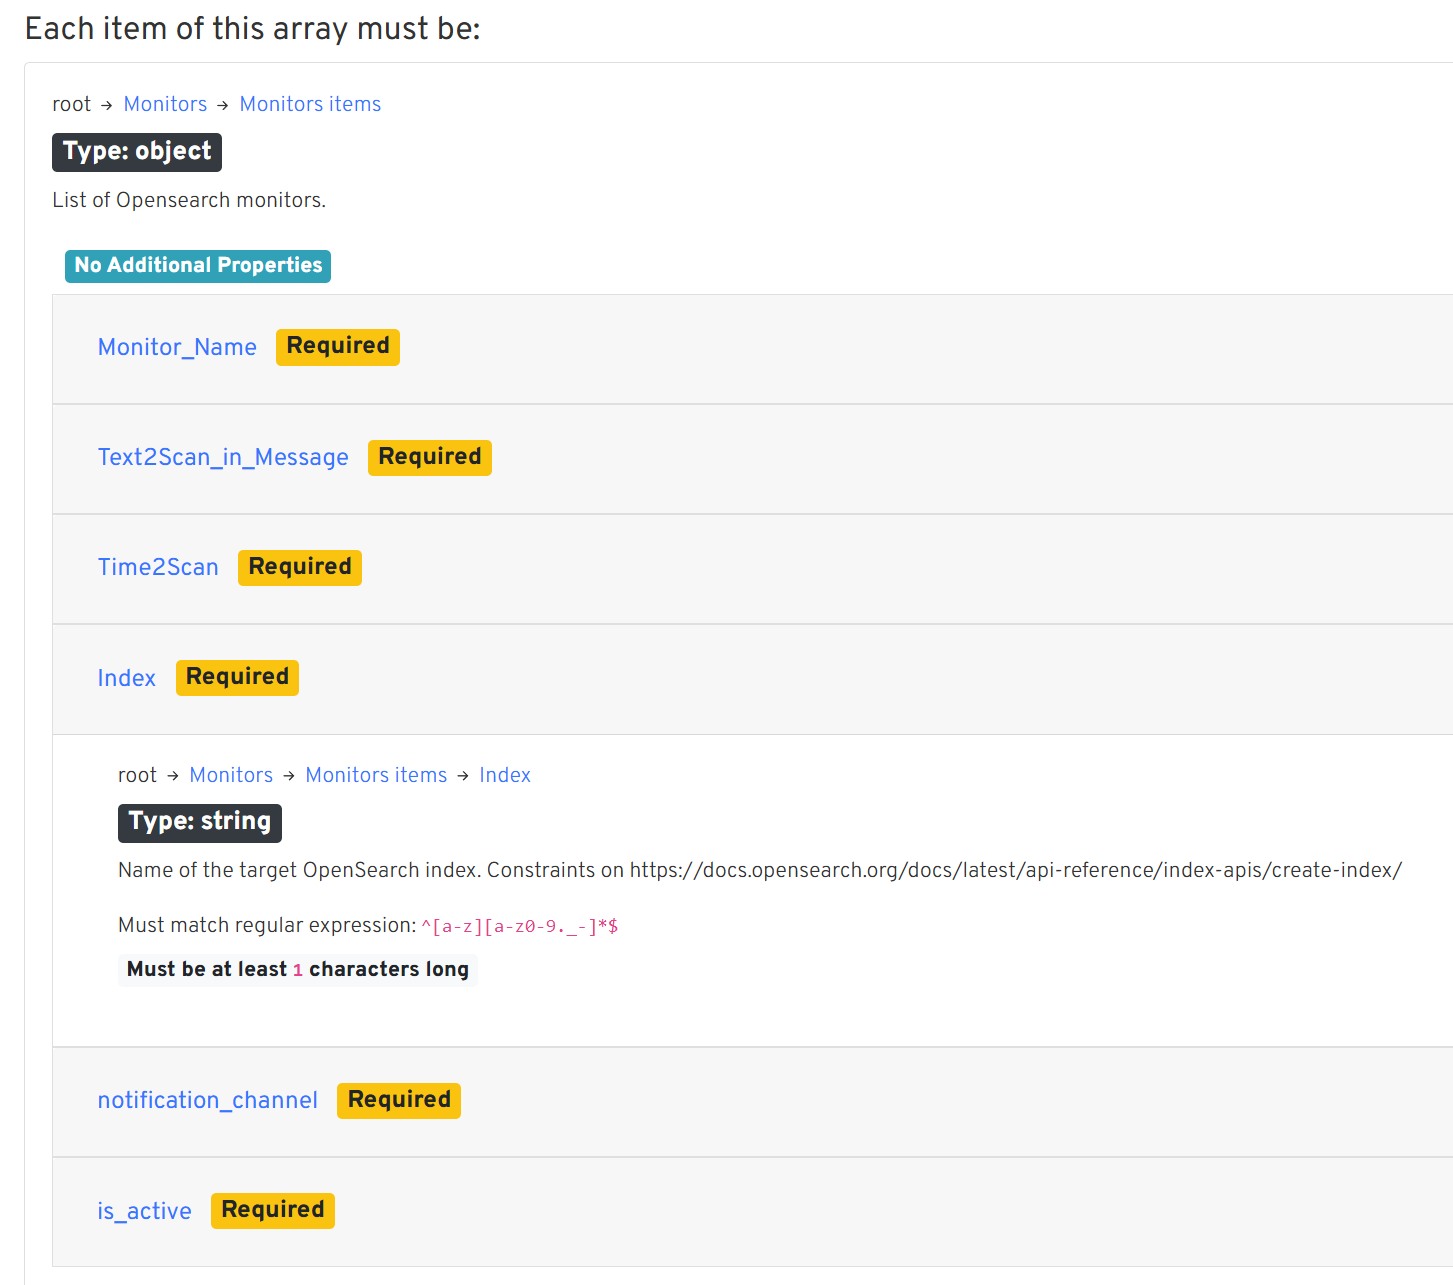 Each item of this array must be:
root → Monitors → Monitors items
Type: object
List of Opensearch monitors.
No Additional Properties
Monitor_Name Required
Text2Scan_in_Message Required
Time2Scan Required
Index Required
root → Monitors → Monitors items → Index
Type: string
Name of the target OpenSearch index. Constraints on https://docs.opensearch.org/docs/latest/api-reference/index-apis/create-index/
Must match regular expression: ^[a-z][a-z0-9._-]*$
Must be at least 1 characters long
notification_channel Required
is_active Required